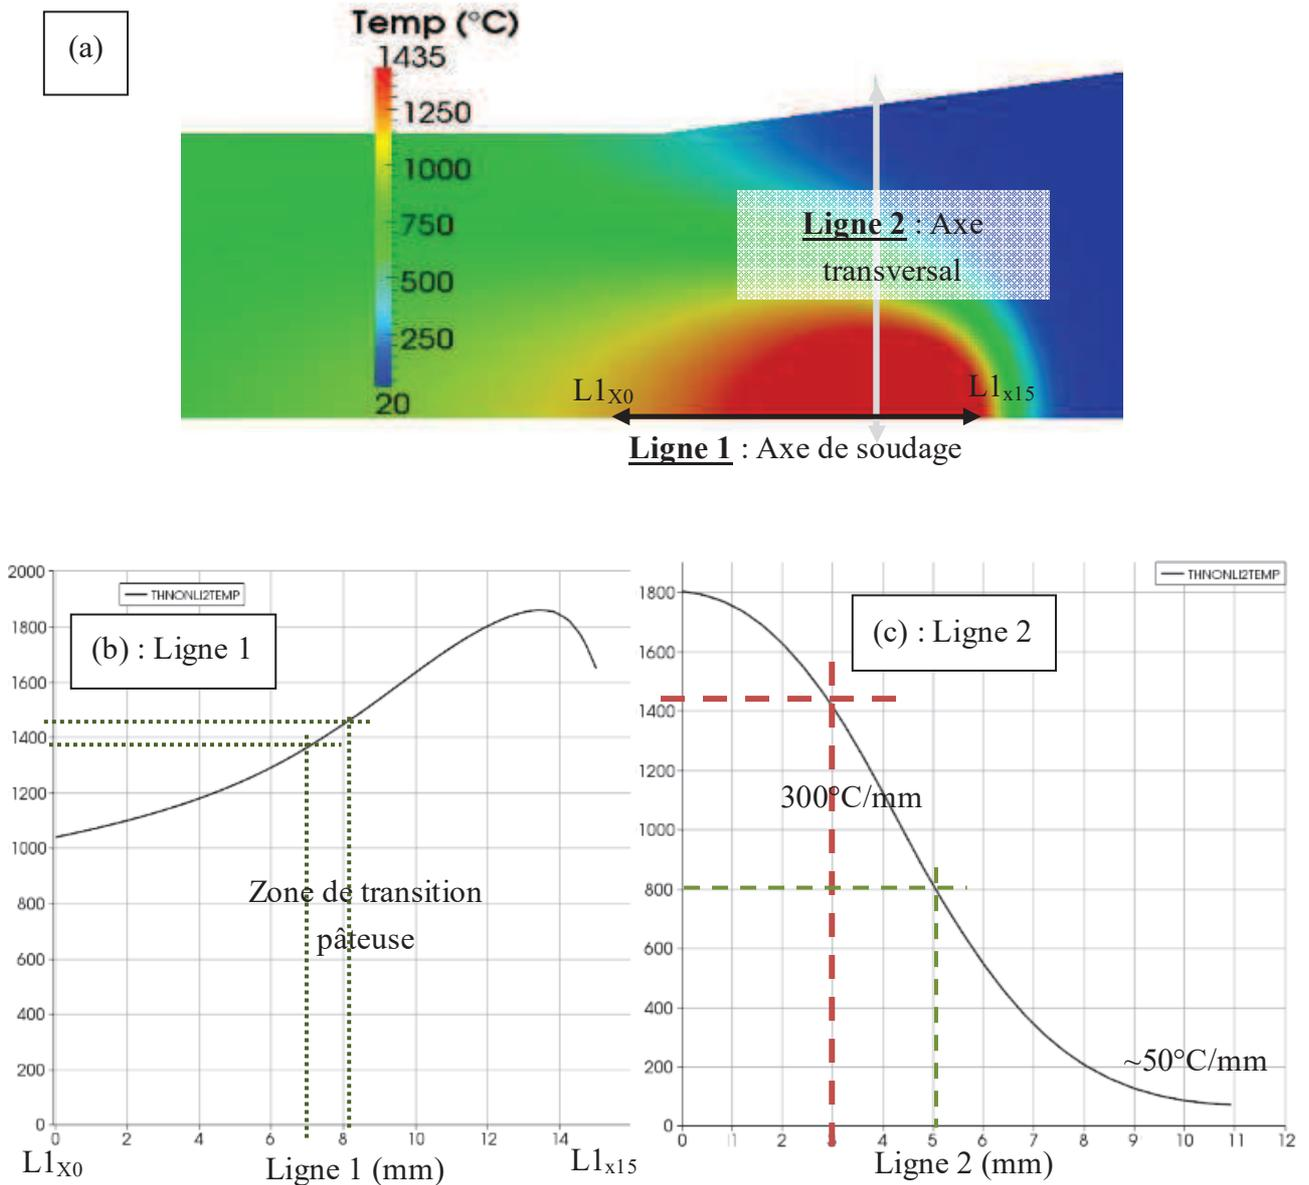 (a)
Temp (°C)
1435
1250
1000
750
500
250
20
Ligne 2 : Axe
transversal
L1X0
L1x15
Ligne 1 : Axe de soudage
2000
1800
1600
1400
1200
1000
800
600
400
200
0
THNONLI2TEMP
(b) : Ligne 1
Zone de transition
pâteuse
0 2 4 6 8 10 12 14
L1X0
Ligne 1 (mm)
L1x15
1800
1600
1400
1200
1000
800
600
400
200
0
THNONLI2TEMP
(c) : Ligne 2
300°C/mm
~50°C/mm
0 1 2 3 4 5 6 7 8 9 10 11 12
Ligne 2 (mm)